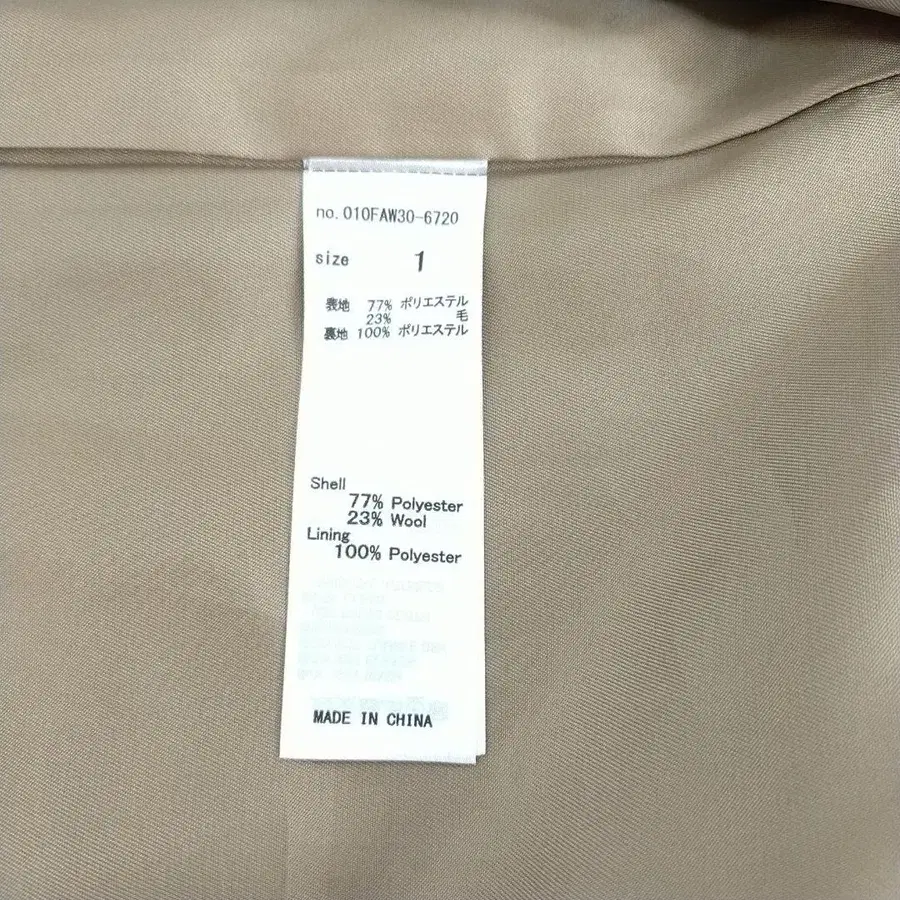 no. 010FAW30-6720
size 1
表地 77% ポリエステル
23% 毛
裏地 100% ポリエステル
Shell
77% Polyester
23% Wool
Lining
100% Polyester
MADE IN CHINA